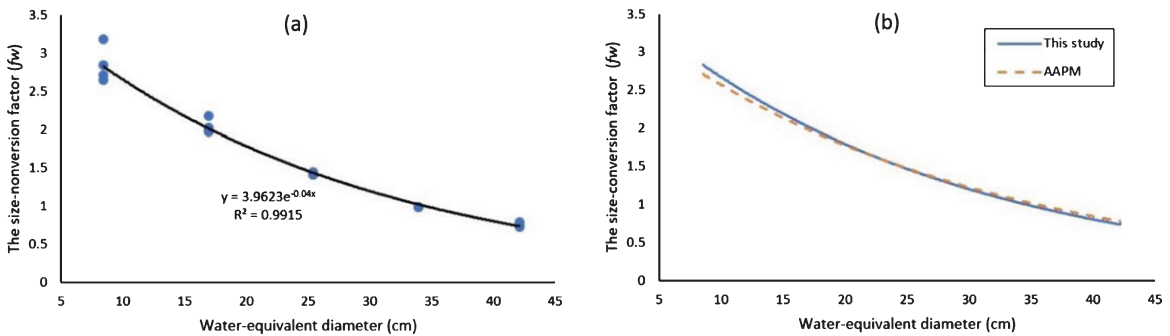 (a)
The size-nonversion factor (fw)
3.5
3
2.5
2
1.5
1
0.5
0
y = 3.9623e^-0.04x
R² = 0.9915
5 10 15 20 25 30 35 40 45
Water-equivalent diameter (cm)
(b)
The size-conversion factor (fw)
3.5
3
2.5
2
1.5
1
0.5
0
This study
AAPM
5 10 15 20 25 30 35 40 45
Water-equivalent diameter (cm)